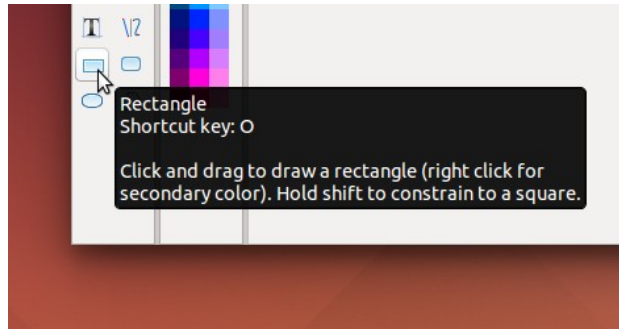 Rectangle
Shortcut key: O
Click and drag to draw a rectangle (right click for
secondary color). Hold shift to constrain to a square.